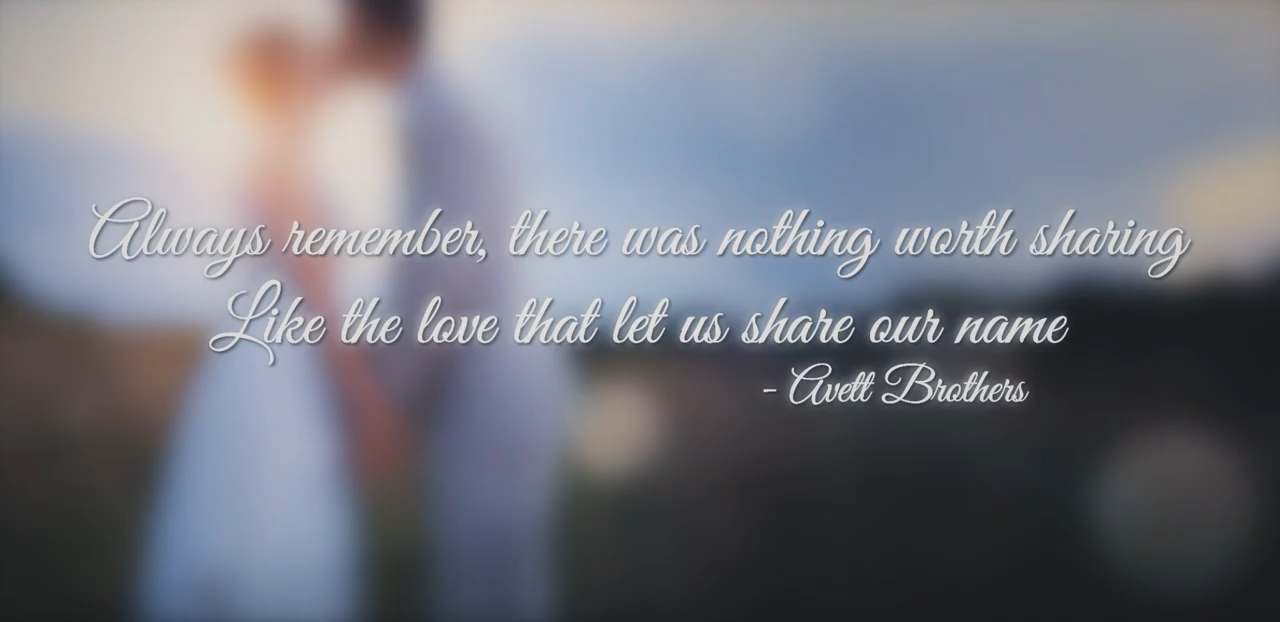 Always remember, there was nothing worth sharing
Like the love that let us share our name
- Avett Brothers